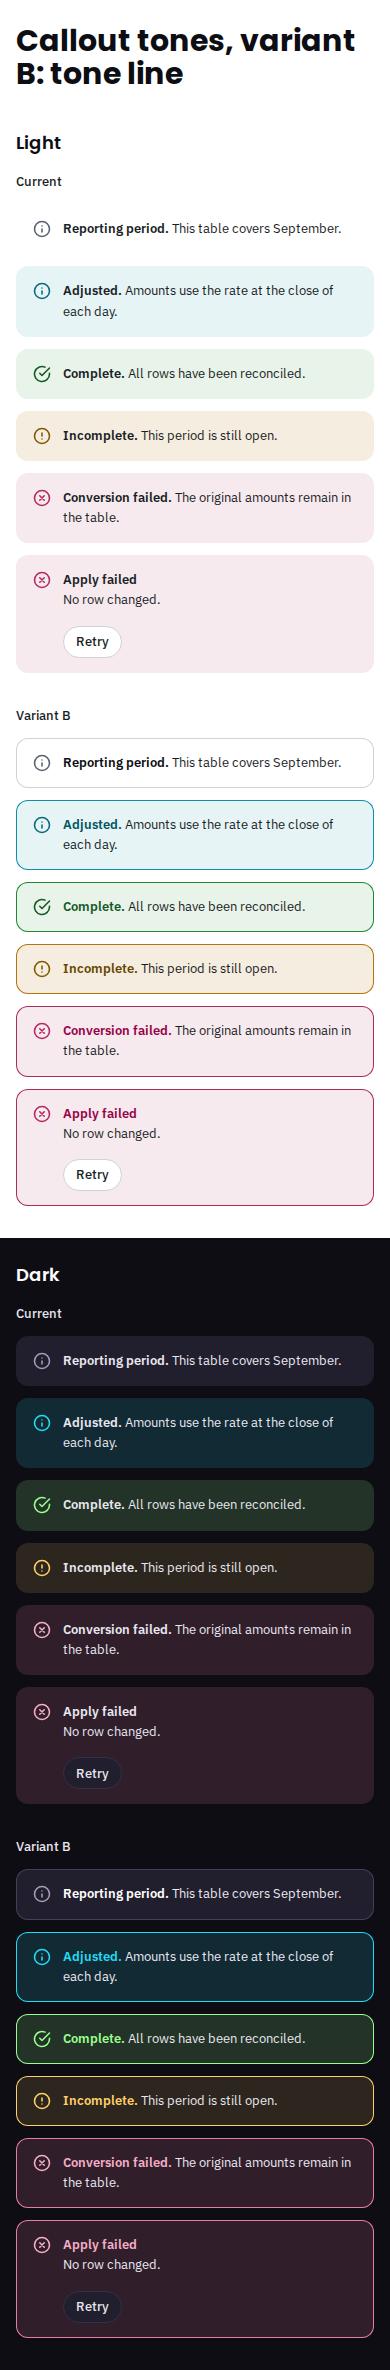 Callout tones, variant
B: tone line
Light
Current
Reporting period. This table covers September.
Adjusted. Amounts use the rate at the close of
each day.
Complete. All rows have been reconciled.
Incomplete. This period is still open.
Conversion failed. The original amounts remain in
the table.
Apply failed
No row changed.
Retry
Variant B
Reporting period. This table covers September.
Adjusted. Amounts use the rate at the close of
each day.
Complete. All rows have been reconciled.
Incomplete. This period is still open.
Conversion failed. The original amounts remain in
the table.
Apply failed
No row changed.
Retry
Dark
Current
Reporting period. This table covers September.
Adjusted. Amounts use the rate at the close of
each day.
Complete. All rows have been reconciled.
Incomplete. This period is still open.
Conversion failed. The original amounts remain in
the table.
Apply failed
No row changed.
Retry
Variant B
Reporting period. This table covers September.
Adjusted. Amounts use the rate at the close of
each day.
Complete. All rows have been reconciled.
Incomplete. This period is still open.
Conversion failed. The original amounts remain in
the table.
Apply failed
No row changed.
Retry